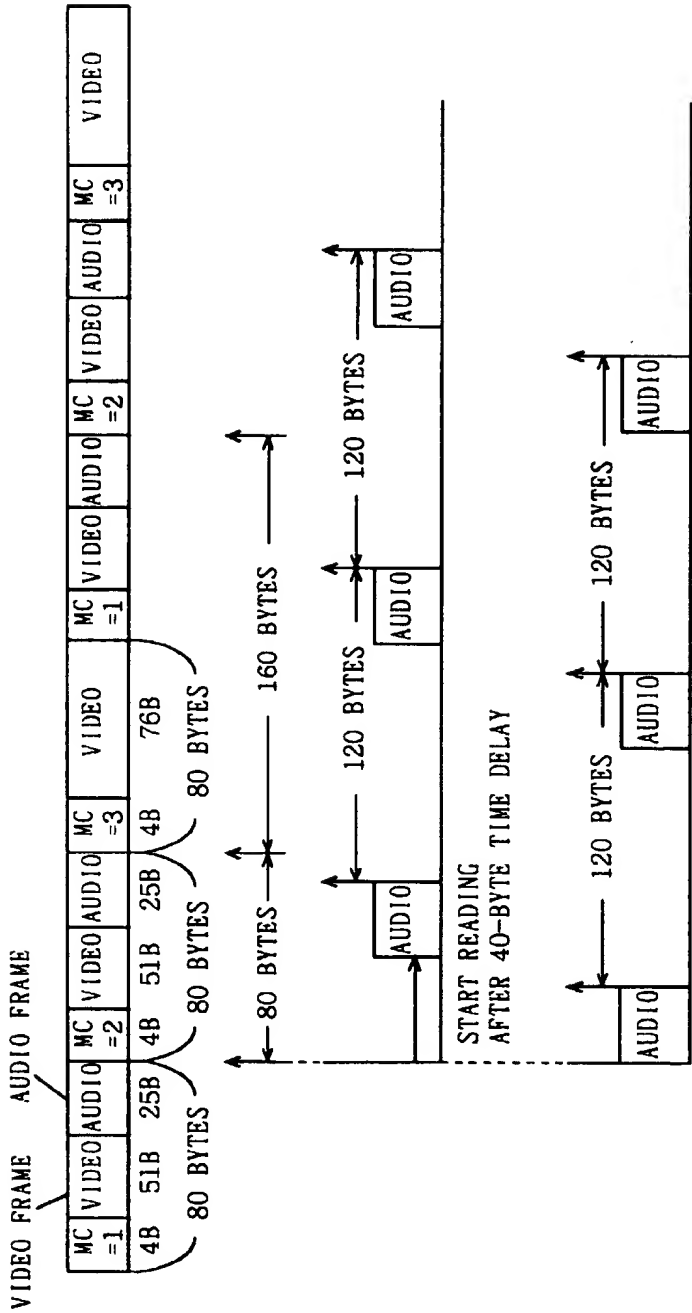 VIDEO FRAME AUDIO FRAME
MC =1 VIDEO AUDIO MC =2 VIDEO AUDIO MC =3 VIDEO MC =1 VIDEO AUDIO MC =2 VIDEO AUDIO MC =3 VIDEO
4B 51B 25B 4B 51B 25B 4B 76B
80 BYTES 80 BYTES 80 BYTES
80 BYTES 160 BYTES
120 BYTES 120 BYTES
AUDIO AUDIO AUDIO
START READING
AFTER 40-BYTE TIME DELAY
120 BYTES 120 BYTES
AUDIO AUDIO AUDIO